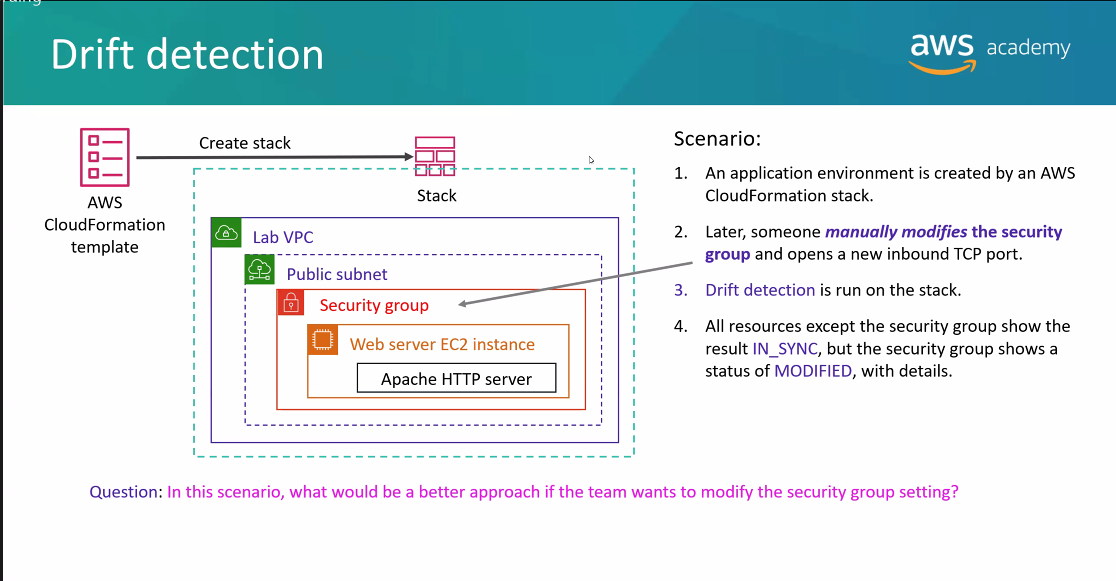 Drift detection
aws academy
Create stack
AWS
CloudFormation
template
Stack
Lab VPC
Public subnet
Security group
Web server EC2 instance
Apache HTTP server
Scenario:
1. An application environment is created by an AWS
CloudFormation stack.
2. Later, someone manually modifies the security
group and opens a new inbound TCP port.
3. Drift detection is run on the stack.
4. All resources except the security group show the
result IN_SYNC, but the security group shows a
status of MODIFIED, with details.
Question: In this scenario, what would be a better approach if the team wants to modify the security group setting?